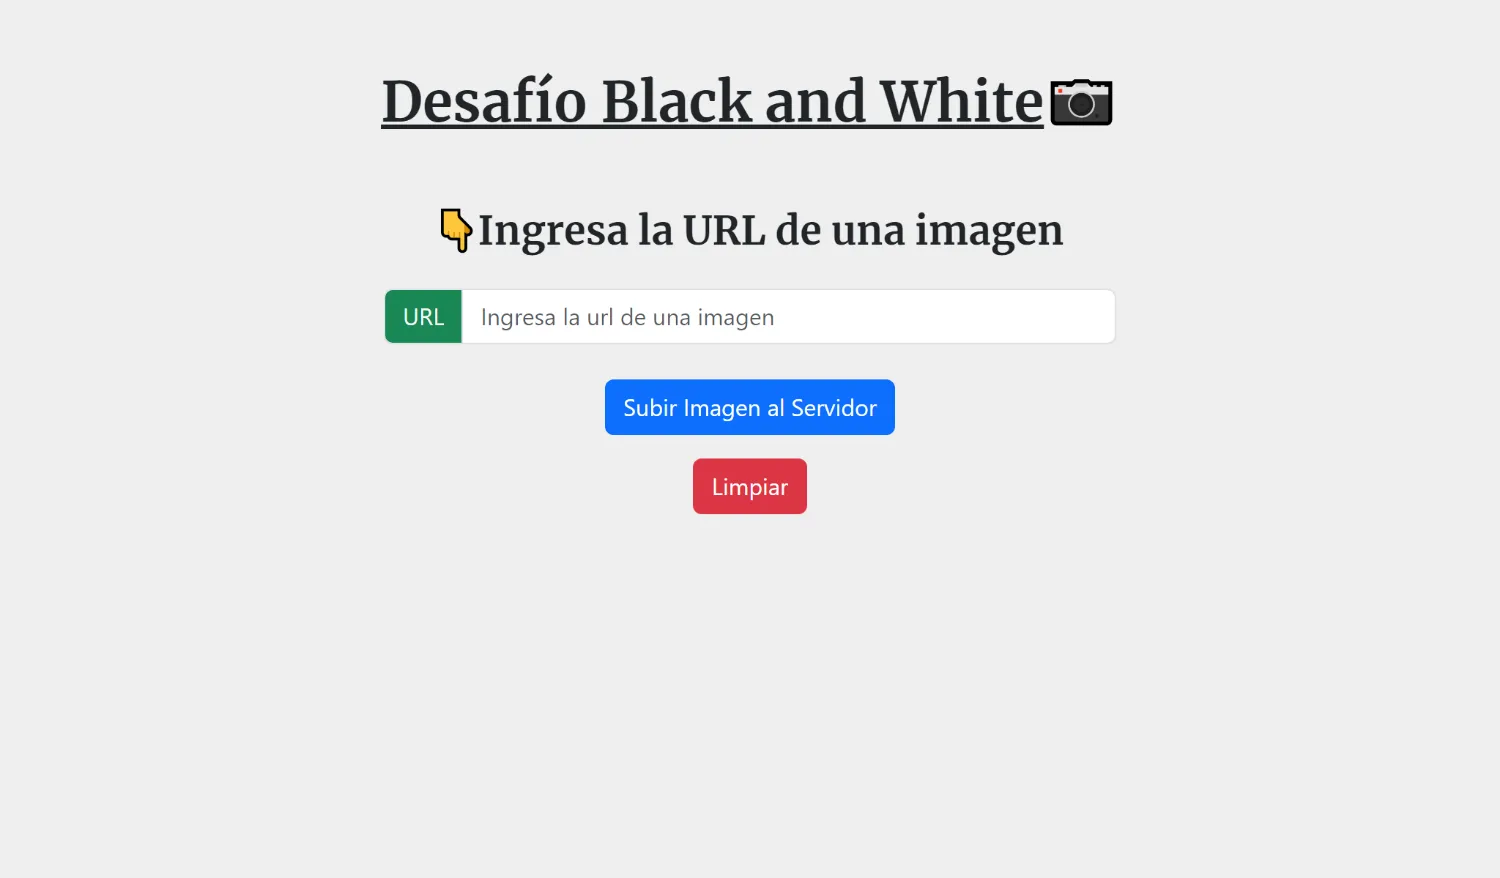 Desafío Black and White📷
👇Ingresa la URL de una imagen
URL Ingresa la url de una imagen
Subir Imagen al Servidor
Limpiar